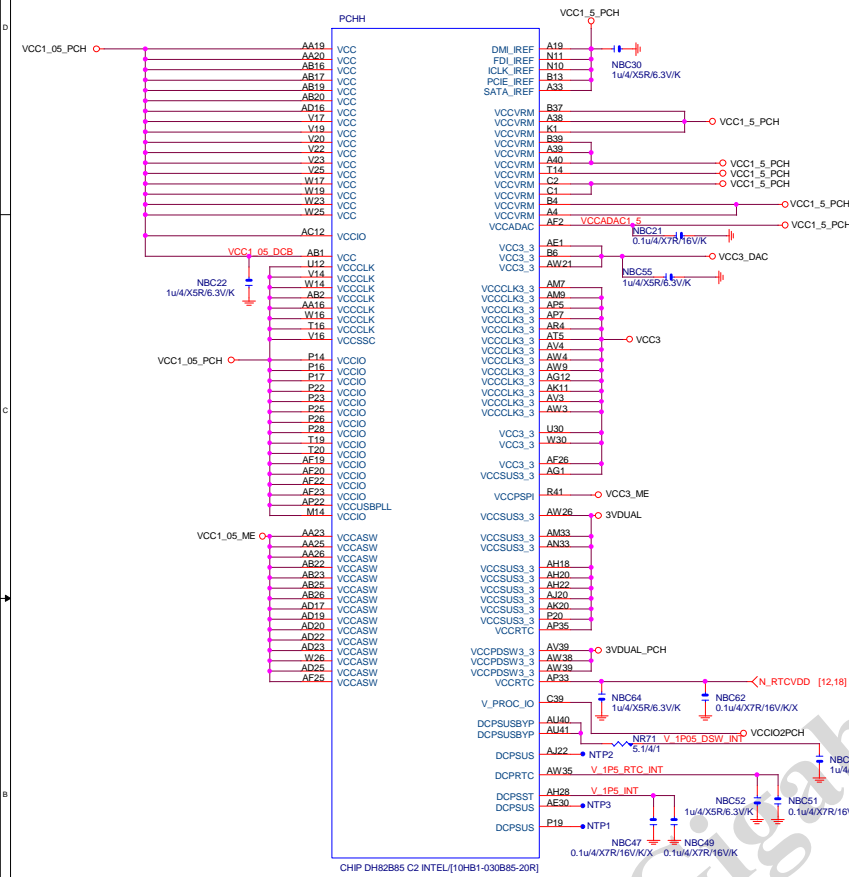 PCHH
VCC1_5_PCH
D
VCC1_05_PCH
AA19 VCC DMI_IREF A19
AA20 VCC FDI_IREF N11
AB16 VCC ICLK_IREF N10
AB17 VCC PCIE_IREF B13
AB19 VCC SATA_IREF A33
NBC30
1u/4/X5R/6.3V/K
AB20 VCC
AD16 VCC VCCVRM B37
V17 VCC VCCVRM A38 VCC1_5_PCH
V19 VCC VCCVRM K1
V20 VCC VCCVRM B39
V22 VCC VCCVRM A39
V23 VCC VCCVRM A40 VCC1_5_PCH
V25 VCC VCCVRM T14 VCC1_5_PCH
W17 VCC VCCVRM C2 VCC1_5_PCH
W19 VCC VCCVRM C1
W23 VCC VCCVRM B4 VCC1_5_PCH
W25 VCC VCCVRM A4
VCCADAC AF2 VCCADAC1_5 VCC1_5_PCH
AC12 VCCIO
NBC21
0.1u/4/X7R/16V/K
VCC1_05_DCB AB1 VCC
VCC3_3 AE1
VCC3_3 B6 VCC3_DAC
VCC3_3 AW21
NBC22
1u/4/X5R/6.3V/K
NBC55
1u/4/X5R/6.3V/K
U12 VCCCLK
V14 VCCCLK
W14 VCCCLK VCCCLK3_3 AM7
AB2 VCCCLK VCCCLK3_3 AM9
AA16 VCCCLK VCCCLK3_3 AP5
W16 VCCCLK VCCCLK3_3 AP7
T16 VCCCLK VCCCLK3_3 AR4
V16 VCCSSC VCCCLK3_3 AT5 VCC3
VCCCLK3_3 AV4
VCC1_05_PCH P14 VCCIO VCCCLK3_3 AW4
P16 VCCIO VCCCLK3_3 AW9
P17 VCCIO VCCCLK3_3 AG12
P22 VCCIO VCCCLK3_3 AK11
P23 VCCIO VCCCLK3_3 AV3
P25 VCCIO VCCCLK3_3 AW3
C
P26 VCCIO
P28 VCCIO VCC3_3 U30
T19 VCCIO VCC3_3 W30
T20 VCCIO
AF19 VCCIO VCC3_3 AF26
AF20 VCCIO VCCSUS3_3 AG1
AF22 VCCIO
AF23 VCCIO VCCPSPI R41 VCC3_ME
AP22 VCCUSBPLL
M14 VCCIO VCCSUS3_3 AW26 3VDUAL
VCC1_05_ME AA23 VCCASW VCCSUS3_3 AM33
AA25 VCCASW VCCSUS3_3 AN33
AA26 VCCASW
AB22 VCCASW VCCSUS3_3 AH18
AB23 VCCASW VCCSUS3_3 AH20
AB25 VCCASW VCCSUS3_3 AH22
AB26 VCCASW VCCSUS3_3 AJ20
AD17 VCCASW VCCSUS3_3 AK20
AD19 VCCASW VCCSUS3_3 P20
AD20 VCCASW VCCRTC AP35
AD22 VCCASW
AD23 VCCASW VCCPDSW3_3 AV39 3VDUAL_PCH
W26 VCCASW VCCPDSW3_3 AW38
AD25 VCCASW VCCPDSW3_3 AW39
AF25 VCCASW VCCRTC AP33 N_RTCVDD [12,18]
NBC64
1u/4/X5R/6.3V/K
NBC62
0.1u/4/X7R/16V/K/X
V_PROC_IO C39 VCCIO2PCH
DCPSUSBYP AU40
DCPSUSBYP AU41
NR71
5.1/4/1
V_1P05_DSW_INT
NBC
1u/4/
DCPSUS AJ22 NTP2
DCPRTC AW35 V_1P5_RTC_INT
B
DCPSST AH28 V_1P5_INT
DCPSUS AE30 NTP3
DCPSUS P19 NTP1
NBC52
1u/4/X5R/6.3V/K
NBC51
0.1u/4/X7R/16V
NBC47
0.1u/4/X7R/16V/K/X
NBC49
0.1u/4/X7R/16V/K
CHIP DH82B85 C2 INTEL/[10HB1-030B85-20R]
Gigab